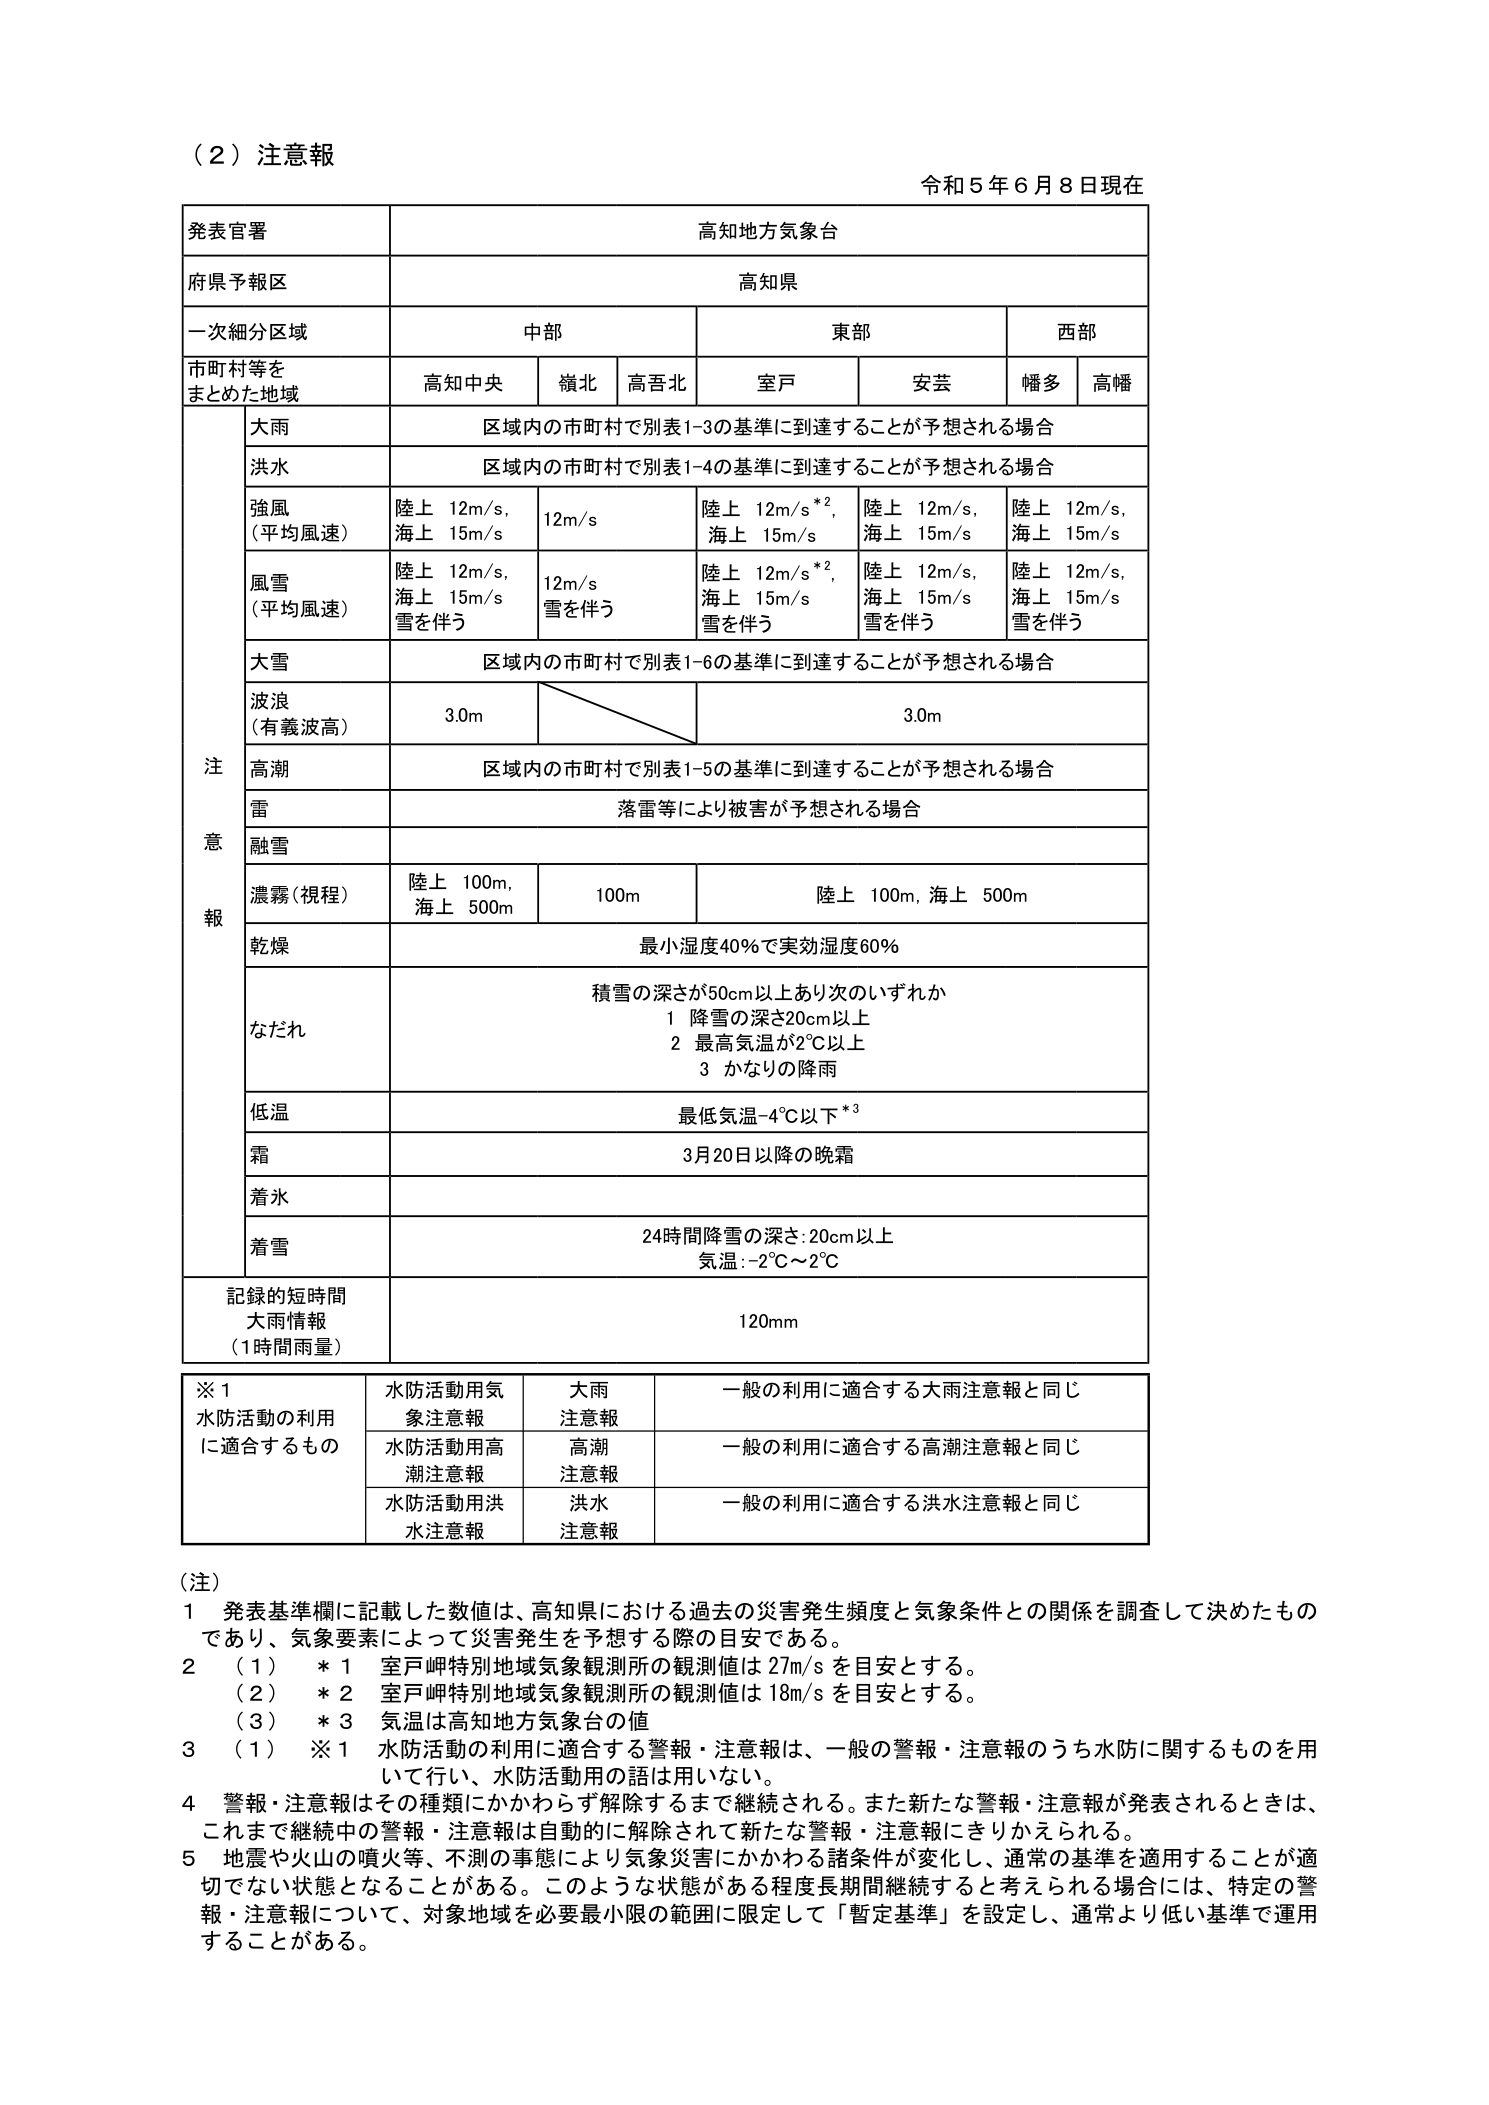 （２）注意報
令和５年６月８日現在
発表官署
高知地方気象台
府県予報区
高知県
一次細分区域
中部
東部
西部
市町村等を
まとめた地域
高知中央
嶺北
高吾北
室戸
安芸
幡多
高幡
注
意
報
大雨
区域内の市町村で別表1-3の基準に到達することが予想される場合
洪水
区域内の市町村で別表1-4の基準に到達することが予想される場合
強風
（平均風速）
陸上　12m/s,
海上　15m/s
12m/s
陸上　12m/s＊2,
海上　15m/s
陸上　12m/s,
海上　15m/s
陸上　12m/s,
海上　15m/s
風雪
（平均風速）
陸上　12m/s,
海上　15m/s
雪を伴う
12m/s
雪を伴う
陸上　12m/s＊2,
海上　15m/s
雪を伴う
陸上　12m/s,
海上　15m/s
雪を伴う
陸上　12m/s,
海上　15m/s
雪を伴う
大雪
区域内の市町村で別表1-6の基準に到達することが予想される場合
波浪
（有義波高）
3.0m
3.0m
高潮
区域内の市町村で別表1-5の基準に到達することが予想される場合
雷
落雷等により被害が予想される場合
融雪
濃霧（視程）
陸上　100m,
海上　500m
100m
陸上　100m, 海上　500m
乾燥
最小湿度40%で実効湿度60%
なだれ
積雪の深さが50cm以上あり次のいずれか
1　降雪の深さ20cm以上
2　最高気温が2℃以上
3　かなりの降雨
低温
最低気温-4℃以下＊3
霜
3月20日以降の晩霜
着氷
着雪
24時間降雪の深さ：20cm以上
気温：-2℃～2℃
記録的短時間
大雨情報
（1時間雨量）
120mm
※１
水防活動の利用
に適合するもの
水防活動用気
象注意報
大雨
注意報
一般の利用に適合する大雨注意報と同じ
水防活動用高
潮注意報
高潮
注意報
一般の利用に適合する高潮注意報と同じ
水防活動用洪
水注意報
洪水
注意報
一般の利用に適合する洪水注意報と同じ
（注）
１　発表基準欄に記載した数値は、高知県における過去の災害発生頻度と気象条件との関係を調査して決めたもの
であり、気象要素によって災害発生を予想する際の目安である。
２　（１）　＊１　室戸岬特別地域気象観測所の観測値は 27m/s を目安とする。
（２）　＊２　室戸岬特別地域気象観測所の観測値は 18m/s を目安とする。
（３）　＊３　気温は高知地方気象台の値
３　（１）　※１　水防活動の利用に適合する警報・注意報は、一般の警報・注意報のうち水防に関するものを用
いて行い、水防活動用の語は用いない。
４　警報・注意報はその種類にかかわらず解除するまで継続される。また新たな警報・注意報が発表されるときは、
これまで継続中の警報・注意報は自動的に解除されて新たな警報・注意報にきりかえられる。
５　地震や火山の噴火等、不測の事態により気象災害にかかわる諸条件が変化し、通常の基準を適用することが適
切でない状態となることがある。このような状態がある程度長期間継続すると考えられる場合には、特定の警
報・注意報について、対象地域を必要最小限の範囲に限定して「暫定基準」を設定し、通常より低い基準で運用
することがある。